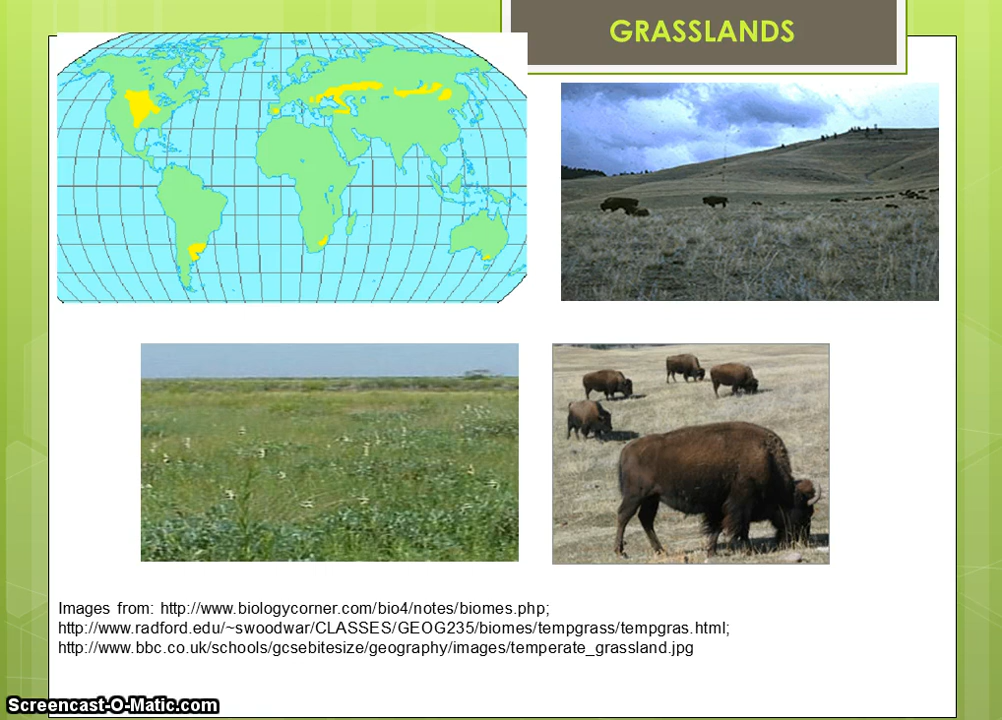 GRASSLANDS
Images from: http://www.biologycorner.com/bio4/notes/biomes.php;
http://www.radford.edu/~swoodwar/CLASSES/GEOG235/biomes/tempgrass/tempgras.html;
http://www.bbc.co.uk/schools/gcsebitesize/geography/images/temperate_grassland.jpg
Screencast-O-Matic.com